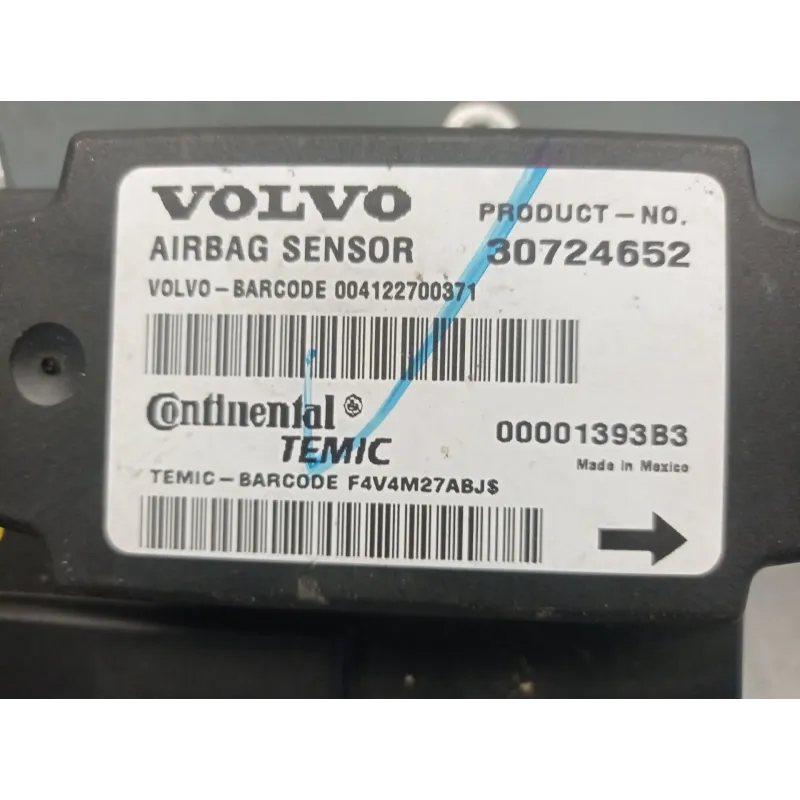 VOLVO
PRODUCT-NO.
AIRBAG SENSOR
30724652
VOLVO-BARCODE 004122700371
Continental
TEMIC
00001393B3
Made in Mexico
TEMIC-BARCODE F4V4M27ABJ$